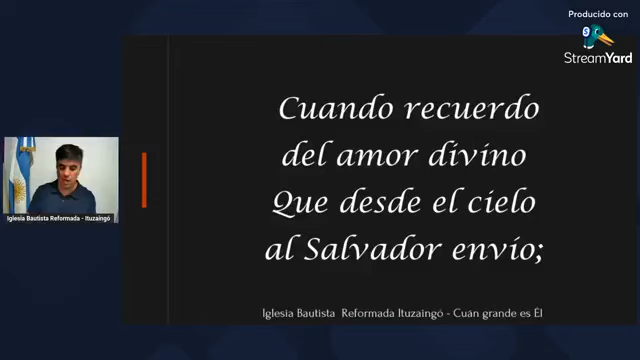 Producido con
StreamYard
Cuando recuerdo
del amor divino
Que desde el cielo
al Salvador envío;
Iglesia Bautista Reformada - Ituzaingó
Iglesia Bautista Reformada Ituzaingó - Cuán grande es Él